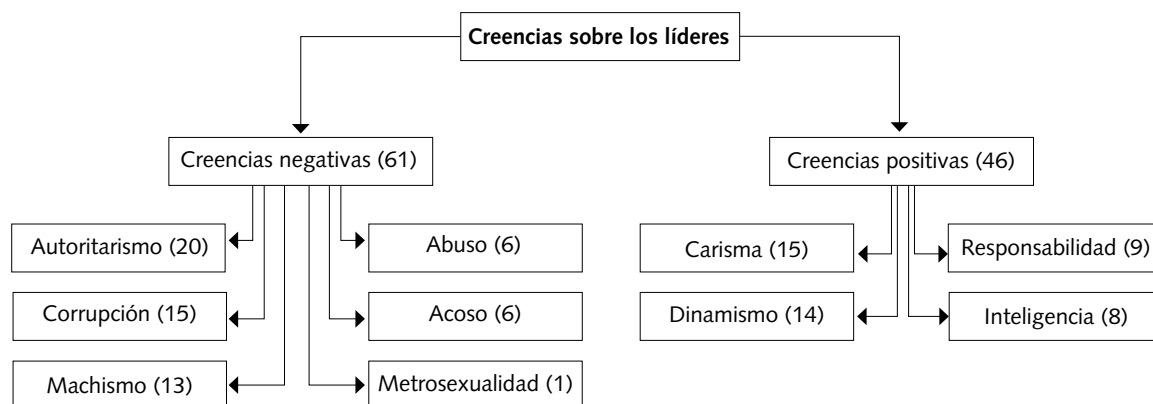 Creencias sobre los líderes
Creencias negativas (61)
Creencias positivas (46)
Autoritarismo (20)
Abuso (6)
Carisma (15)
Responsabilidad (9)
Corrupción (15)
Acoso (6)
Dinamismo (14)
Inteligencia (8)
Machismo (13)
Metrosexualidad (1)